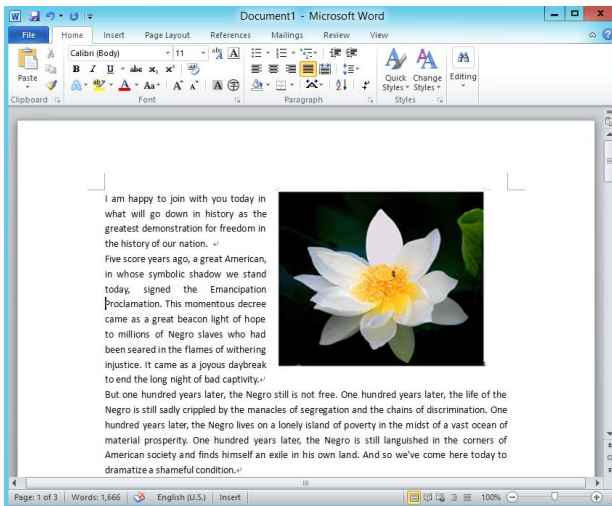 Document1 - Microsoft Word
File Home Insert Page Layout References Mailings Review View
Calibri (Body) 11
Paste
B I U abc x₂ x²
A ab A Aa A A A
Quick Styles
Change Styles
Editing
Clipboard Font Paragraph Styles
I am happy to join with you today in
what will go down in history as the
greatest demonstration for freedom in
the history of our nation.
Five score years ago, a great American,
in whose symbolic shadow we stand
today, signed the Emancipation
Proclamation. This momentous decree
came as a great beacon light of hope
to millions of Negro slaves who had
been seared in the flames of withering
injustice. It came as a joyous daybreak
to end the long night of bad captivity.
But one hundred years later, the Negro still is not free. One hundred years later, the life of the
Negro is still sadly crippled by the manacles of segregation and the chains of discrimination. One
hundred years later, the Negro lives on a lonely island of poverty in the midst of a vast ocean of
material prosperity. One hundred years later, the Negro is still languished in the corners of
American society and finds himself an exile in his own land. And so we've come here today to
dramatize a shameful condition.
Page: 1 of 3 Words: 1,666 English (U.S.) Insert 100%